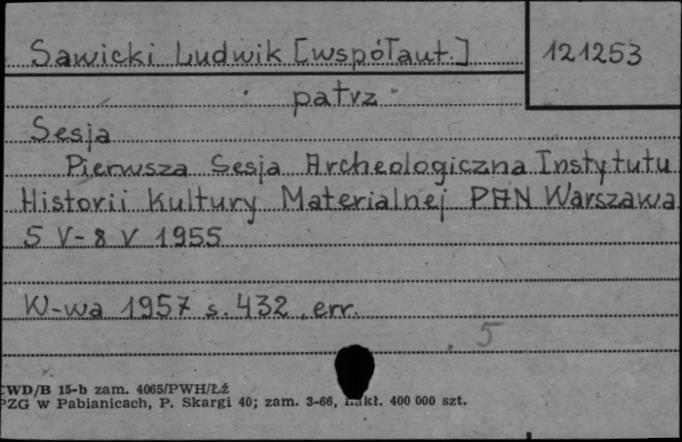 Sawicki Ludwik [współaut.] 121253
patrz
Sesja
Pierwsza Sesja Archeologiczna Instytutu
Historii Kultury Materialnej PAN Warszawa
5 V - 8 V 1955
W-wa 1957 s. 432, err.
5
CWD/B 15-b zam. 4065/PWH/Łź
PZG w Pabianicach, P. Skargi 40; zam. 3-66, nakł. 400 000 szt.